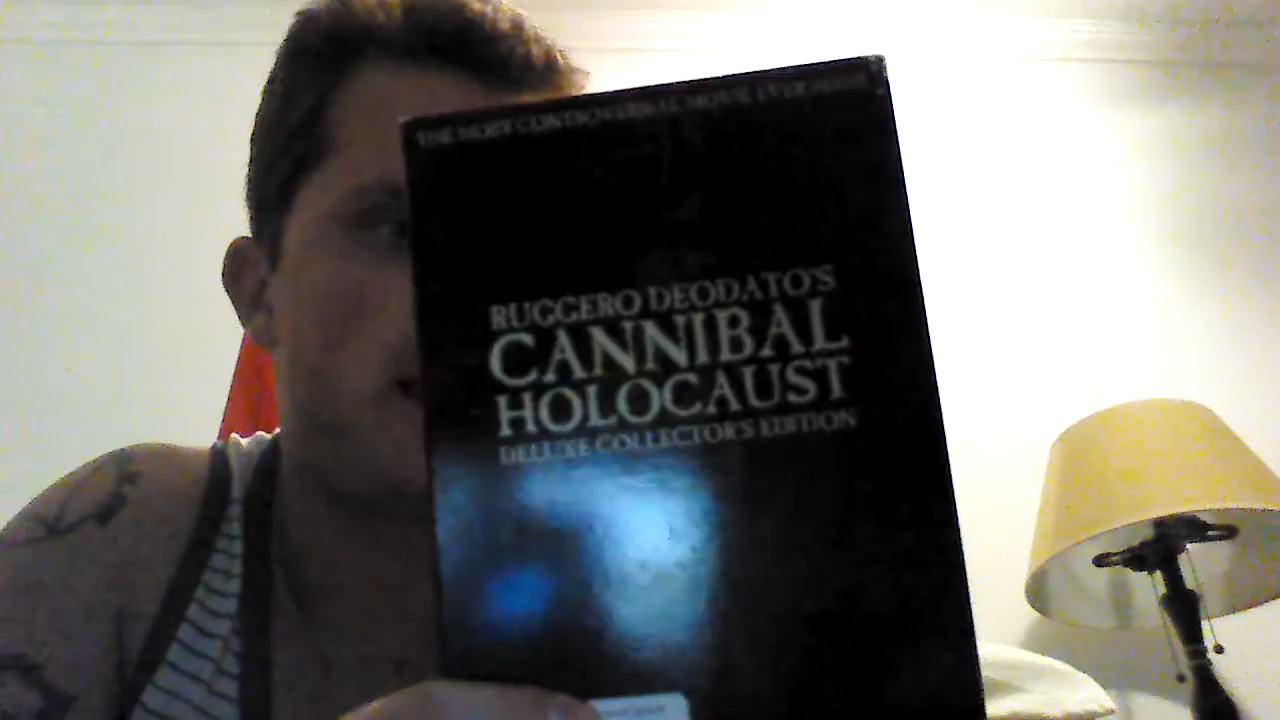 THE MOST CONTROVERSIAL MOVIE EVER MADE
RUGGERO DEODATO'S
CANNIBAL
HOLOCAUST
DELUXE COLLECTOR'S EDITION